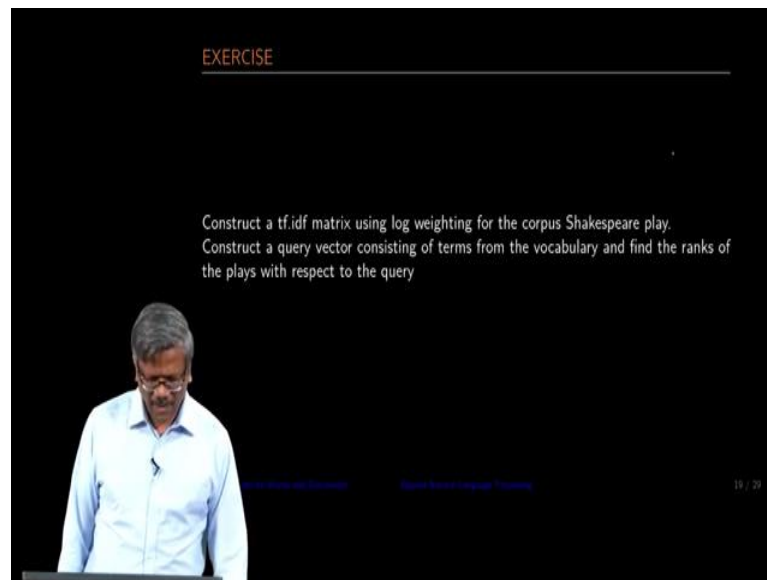 EXERCISE
Construct a tf.idf matrix using log weighting for the corpus Shakespeare play.
Construct a query vector consisting of terms from the vocabulary and find the ranks of
the plays with respect to the query
19 / 29